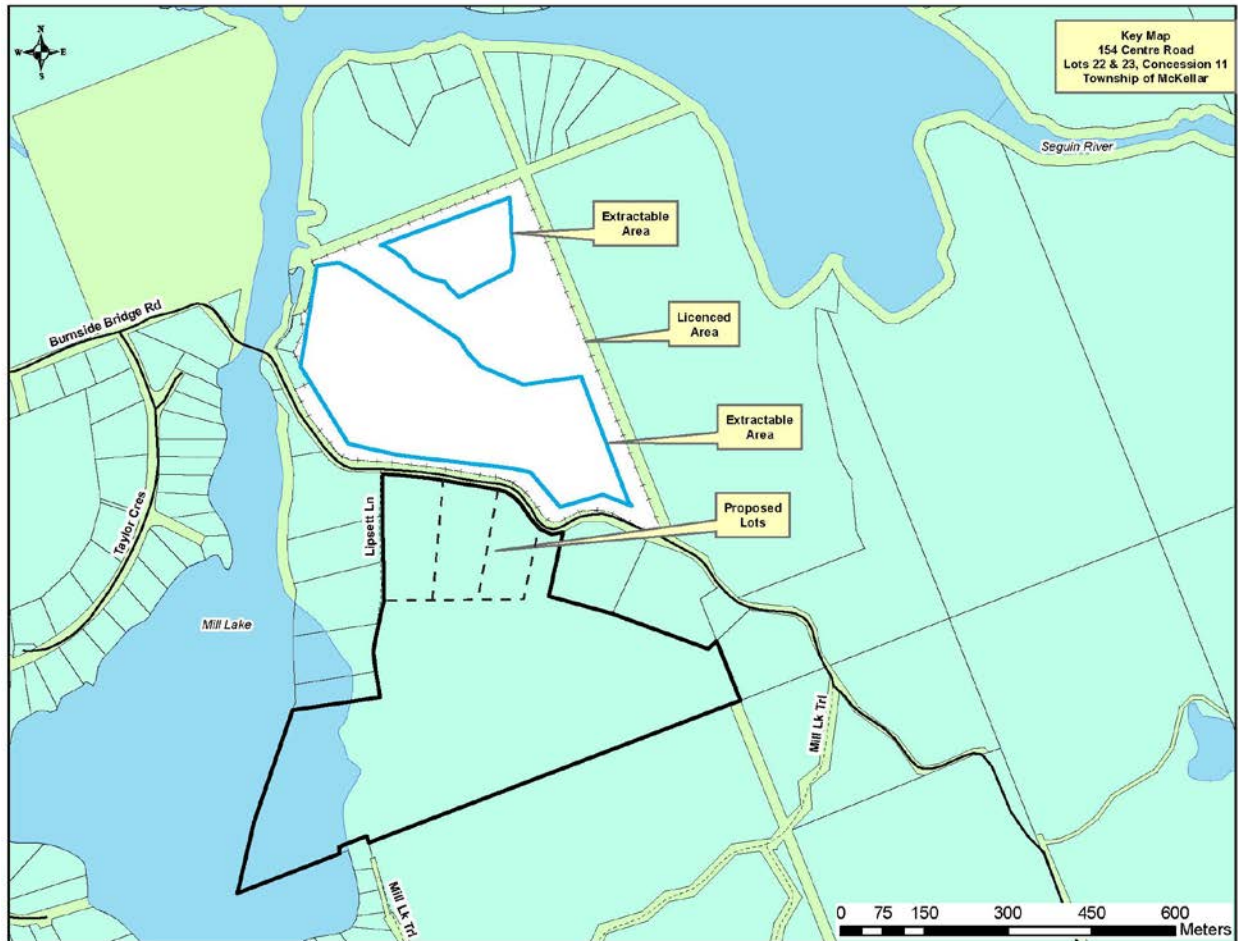 N
W E
S
Key Map
154 Centre Road
Lots 22 & 23, Concession 11
Township of McKellar
Seguin River
Extractable
Area
Licenced
Area
Burnside Bridge Rd
Extractable
Area
Proposed
Lots
Taylor Cres
Lipsett Ln
Mill Lake
Mill Lk Trl
Mill Lk Trl
0 75 150 300 450 600
Meters